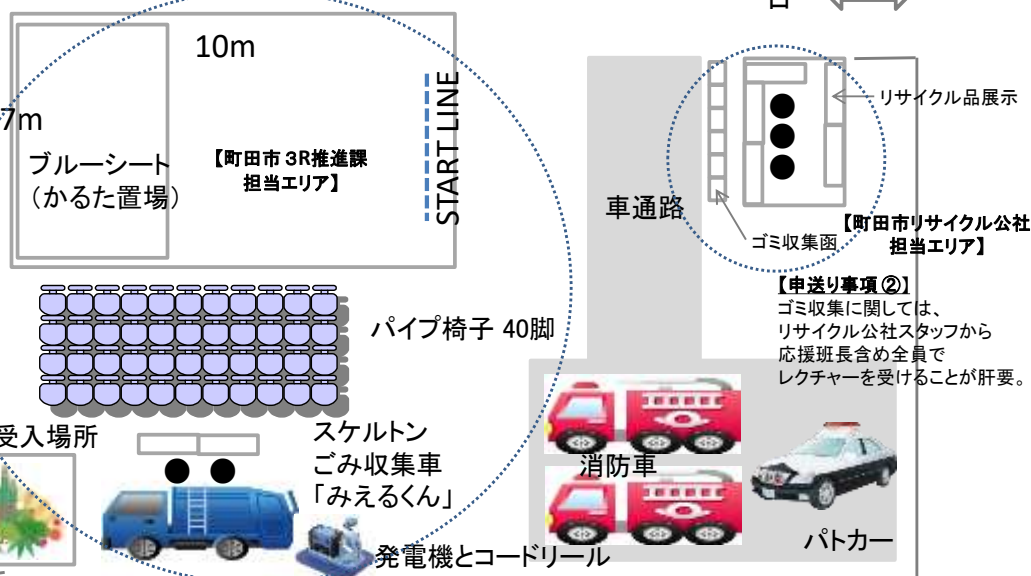 10m
7m
ブルーシート
（かるた置場）
【町田市3R推進課
担当エリア】
START LINE
パイプ椅子 40脚
受入場所
スケルトン
ごみ収集車
「みえるくん」
発電機とコードリール
車通路
リサイクル品展示
ゴミ収集函
【町田市リサイクル公社
担当エリア】
【申送り事項②】
ゴミ収集に関しては、
リサイクル公社スタッフから
応援班長含め全員で
レクチャーを受けることが肝要。
消防車
パトカー